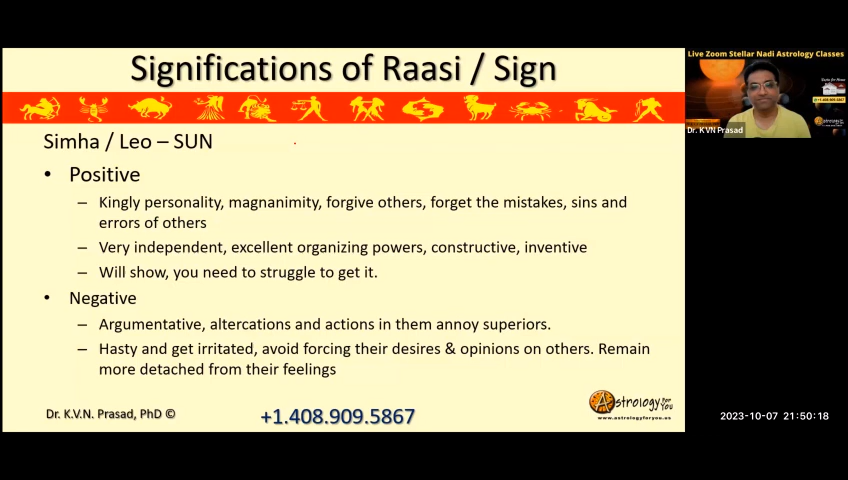 Significations of Raasi / Sign
Simha / Leo – SUN
• Positive
– Kingly personality, magnanimity, forgive others, forget the mistakes, sins and
errors of others
– Very independent, excellent organizing powers, constructive, inventive
– Will show, you need to struggle to get it.
• Negative
– Argumentative, altercations and actions in them annoy superiors.
– Hasty and get irritated, avoid forcing their desires & opinions on others. Remain
more detached from their feelings
Dr. K.V.N. Prasad, PhD ©
+1.408.909.5867
Astrology For You
www.astrologyforyou.us
Live Zoom Stellar Nadi Astrology Classes
Dr. K VN Prasad
2023-10-07 21:50:18